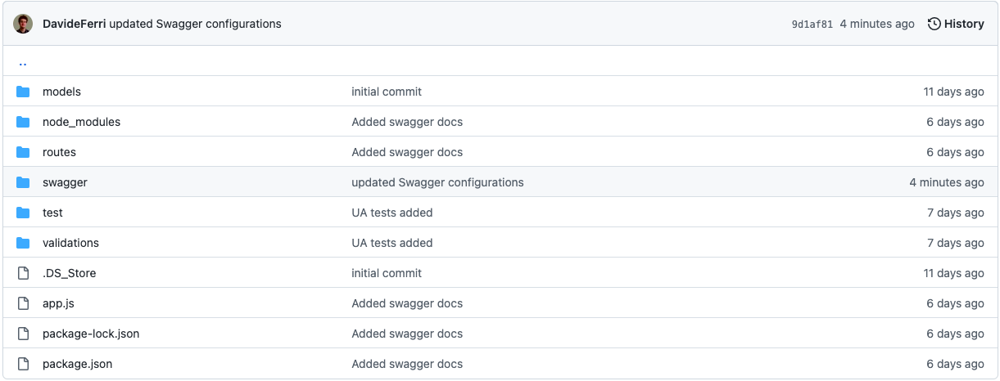 DavideFerri updated Swagger configurations 9d1af81 4 minutes ago History
..
models initial commit 11 days ago
node_modules Added swagger docs 6 days ago
routes Added swagger docs 6 days ago
swagger updated Swagger configurations 4 minutes ago
test UA tests added 7 days ago
validations UA tests added 7 days ago
.DS_Store initial commit 11 days ago
app.js Added swagger docs 6 days ago
package-lock.json Added swagger docs 6 days ago
package.json Added swagger docs 6 days ago